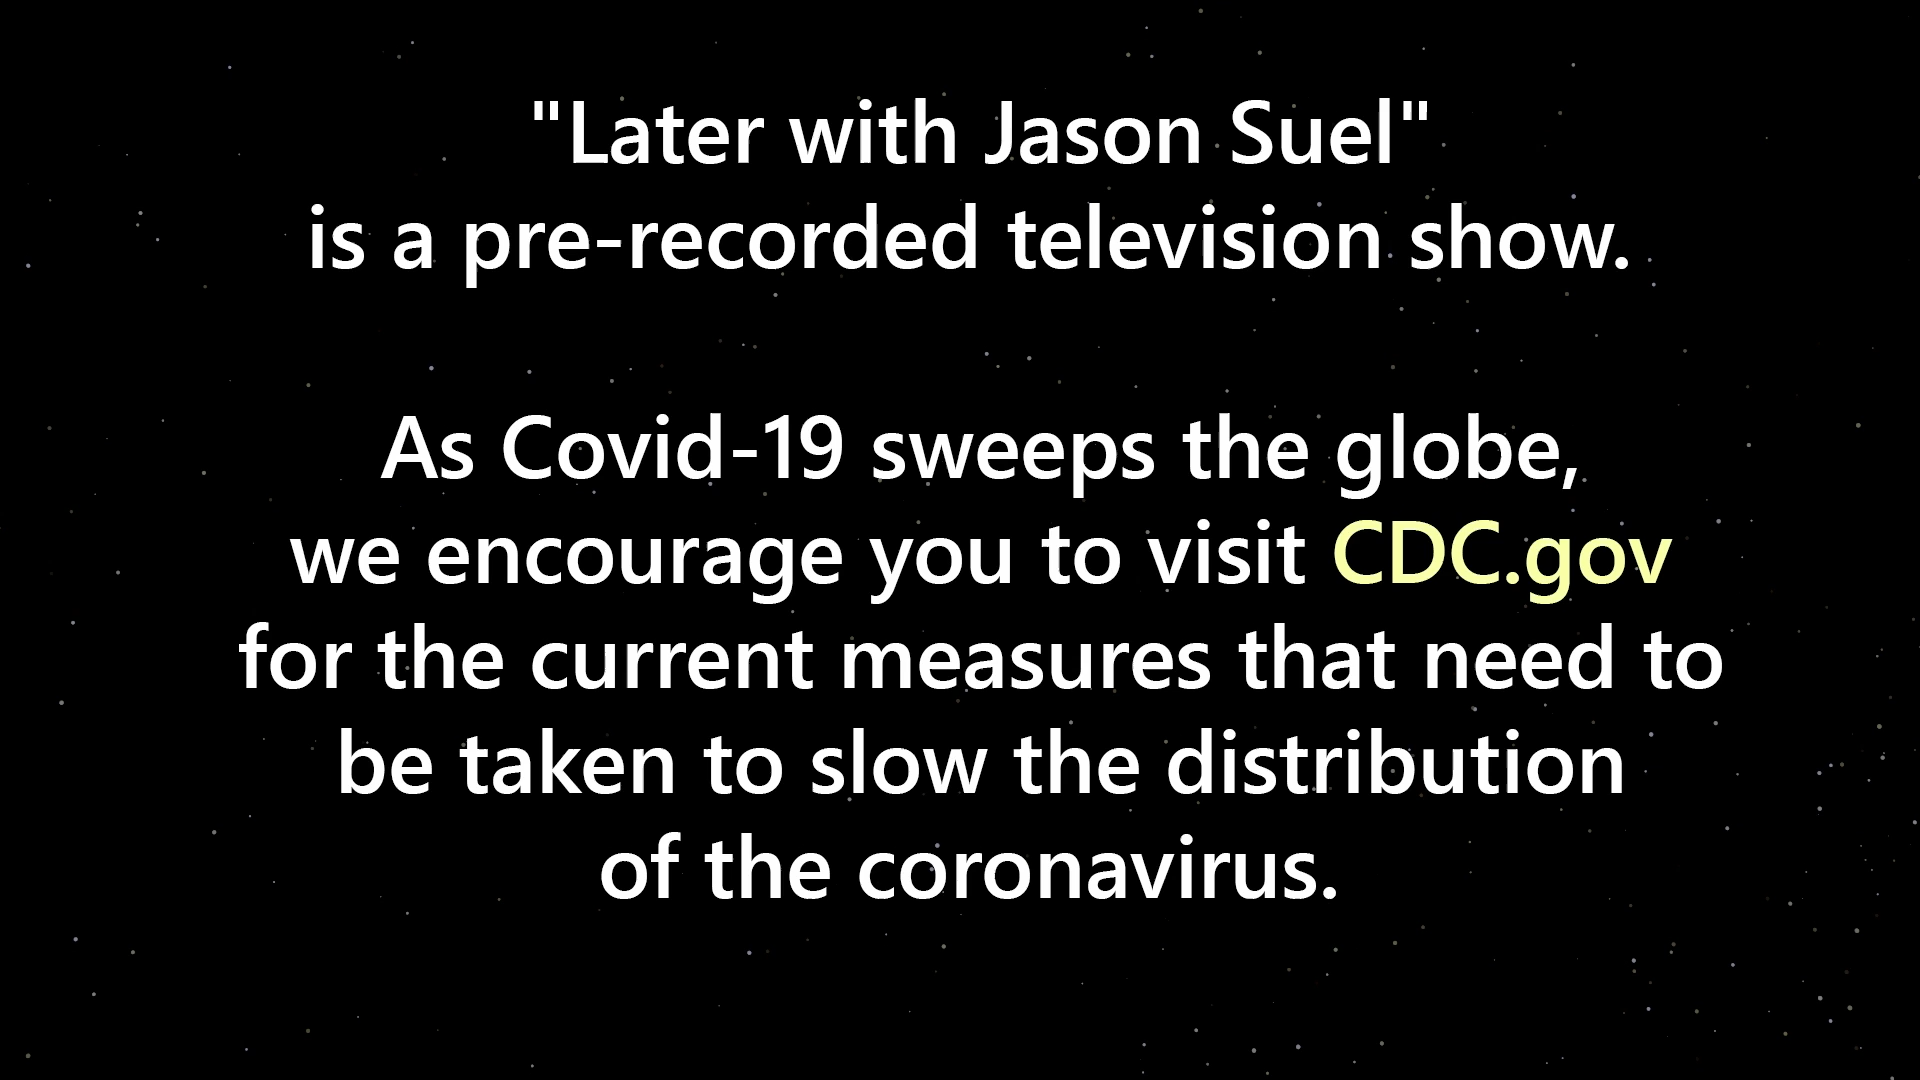 "Later with Jason Suel"
is a pre-recorded television show.
As Covid-19 sweeps the globe,
we encourage you to visit CDC.gov
for the current measures that need to
be taken to slow the distribution
of the coronavirus.